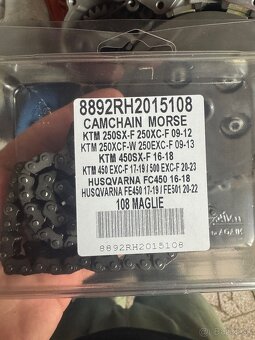 8892RH2015108
CAMCHAIN MORSE
KTM 250SX-F 250XC-F 09-12
KTM 250XCF-W 250EXC-F 09-13
KTM 450SX-F 16-18
KTM 450 EXC-F 17-19 / 500 EXC-F 20-23
HUSQVARNA FC450 16-18
HUSQVARNA FE450 17-19 / FE501 20-22
108 MAGLIE
8892RH2015108